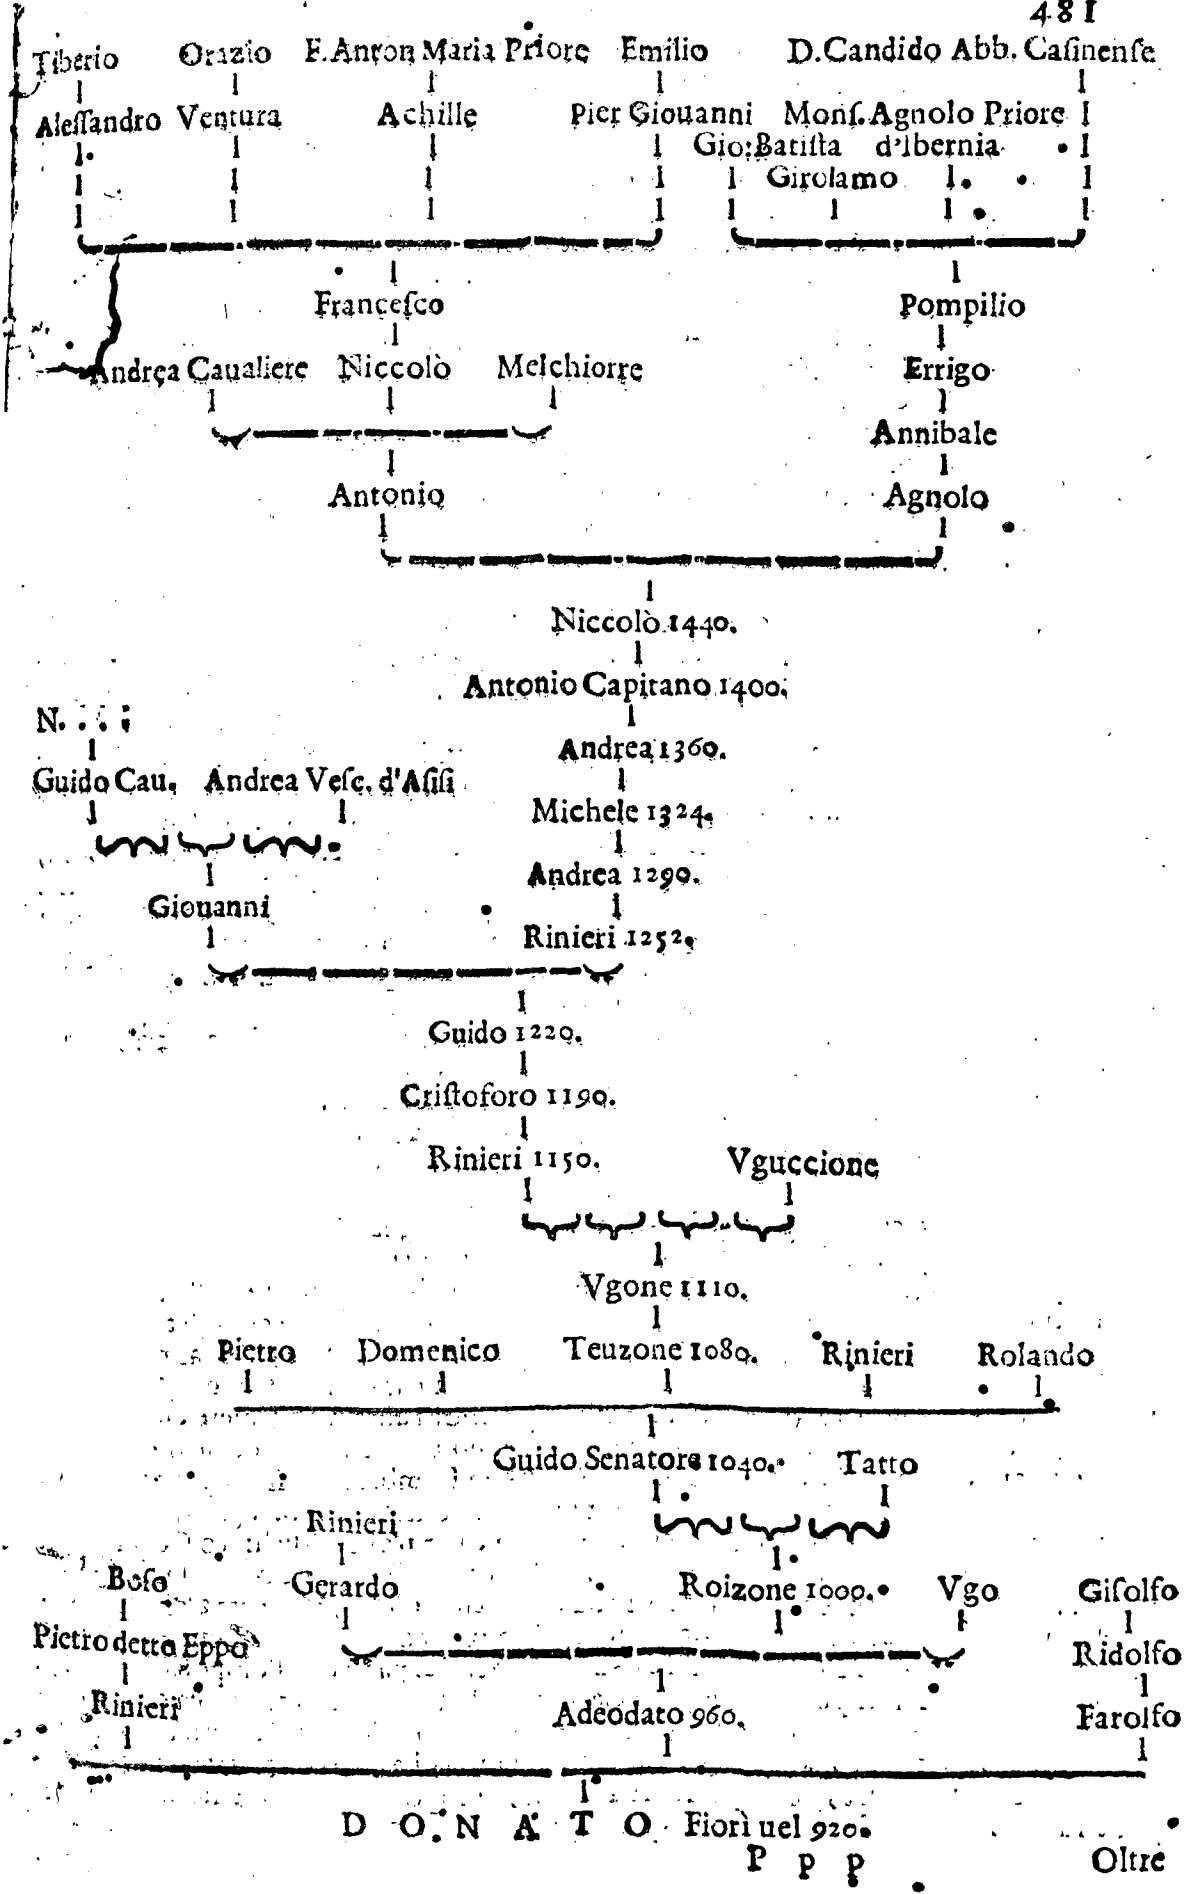 481
Tiberio Orazio F. Anton Maria Priore Emilio D. Candido Abb. Caſinenſe
Aleſſandro Ventura Achille Pier Giouanni Monſ. Agnolo Priore
Gio: Batiſta d'Ibernia
Girolamo
Franceſco Pompilio
Andrea Caualiere Niccolò Melchiorre Errigo
Annibale
Antonio Agnolo
Niccolò 1440.
Antonio Capitano 1400.
N. . . .
Andrea 1360.
Guido Cau. Andrea Veſc. d'Aſiſi
Michele 1324.
Andrea 1290.
Giouanni
Rinieri 1252.
Guido 1220.
Criſtoforo 1190.
Rinieri 1150. Vguccione
Vgone 1110.
Pietro Domenico Teuzone 1080. Rinieri Rolando
Guido Senatore 1040. Tatto
Rinieri
Boſo Gerardo Roizone 1000. Vgo Giſolfo
Pietro detto Eppo Ridolfo
Rinieri Adeodato 960. Farolfo
D O N A T O Fiorì uel 920.
P p p Oltre